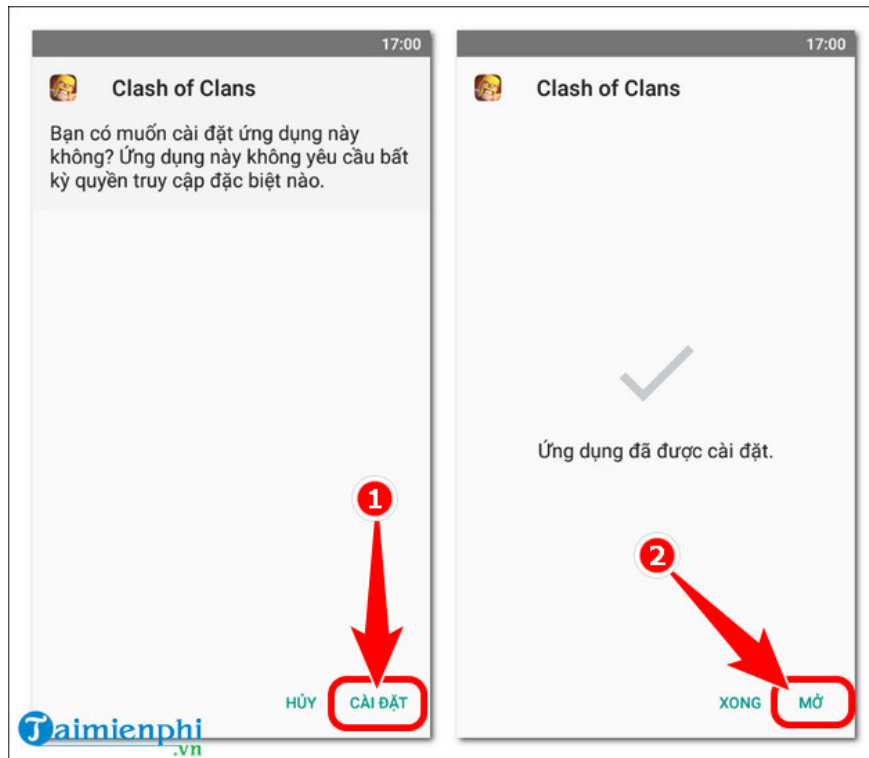 17:00
Clash of Clans
Bạn có muốn cài đặt ứng dụng này
không? Ứng dụng này không yêu cầu bất
kỳ quyền truy cập đặc biệt nào.
1
HỦY CÀI ĐẶT
17:00
Clash of Clans
Ứng dụng đã được cài đặt.
2
XONG MỞ
Taimienphi
.vn